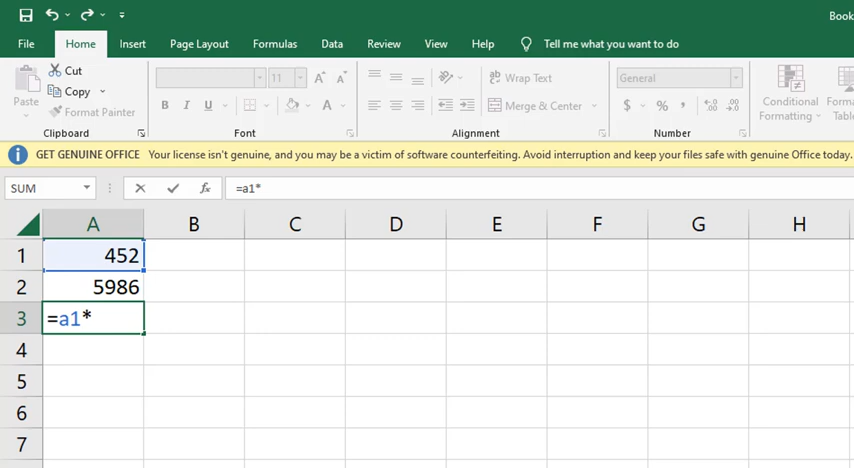 Book
File Home Insert Page Layout Formulas Data Review View Help Tell me what you want to do
Cut
Copy
Format Painter
Paste
Clipboard
11 A A
B I U A
Font
ab Wrap Text
Merge & Center
Alignment
General
$ % , .00 .00
Number
Conditional
Formatting
Format
Table
GET GENUINE OFFICE Your license isn't genuine, and you may be a victim of software counterfeiting. Avoid interruption and keep your files safe with genuine Office today.
SUM fx =a1*
A B C D E F G H
1 452
2 5986
3 =a1*
4
5
6
7